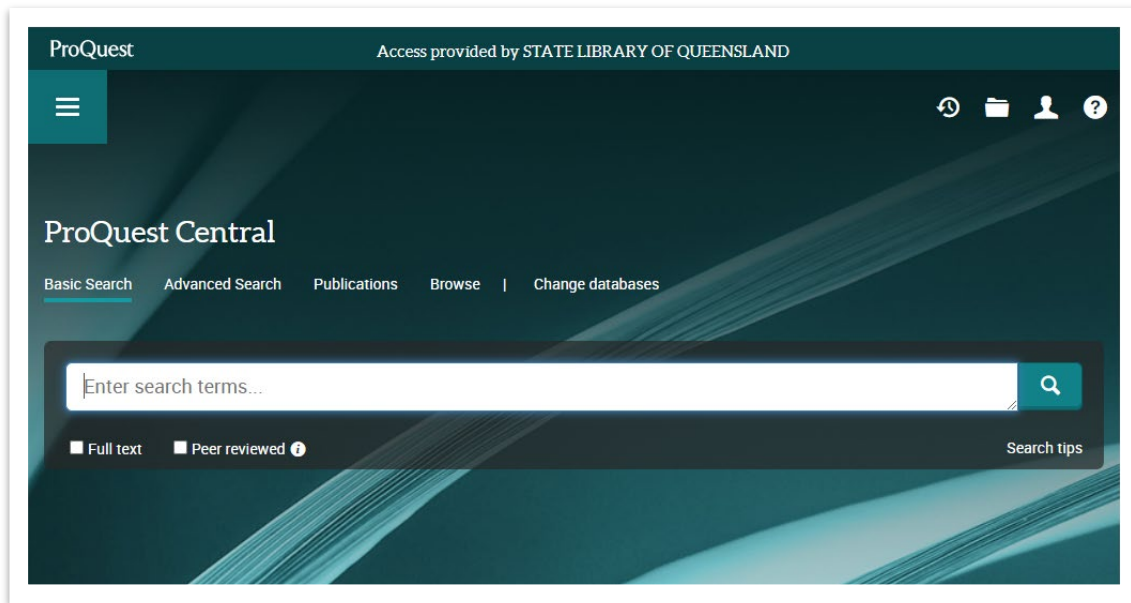 ProQuest Access provided by STATE LIBRARY OF QUEENSLAND
ProQuest Central
Basic Search Advanced Search Publications Browse | Change databases
Enter search terms...
Full text Peer reviewed Search tips